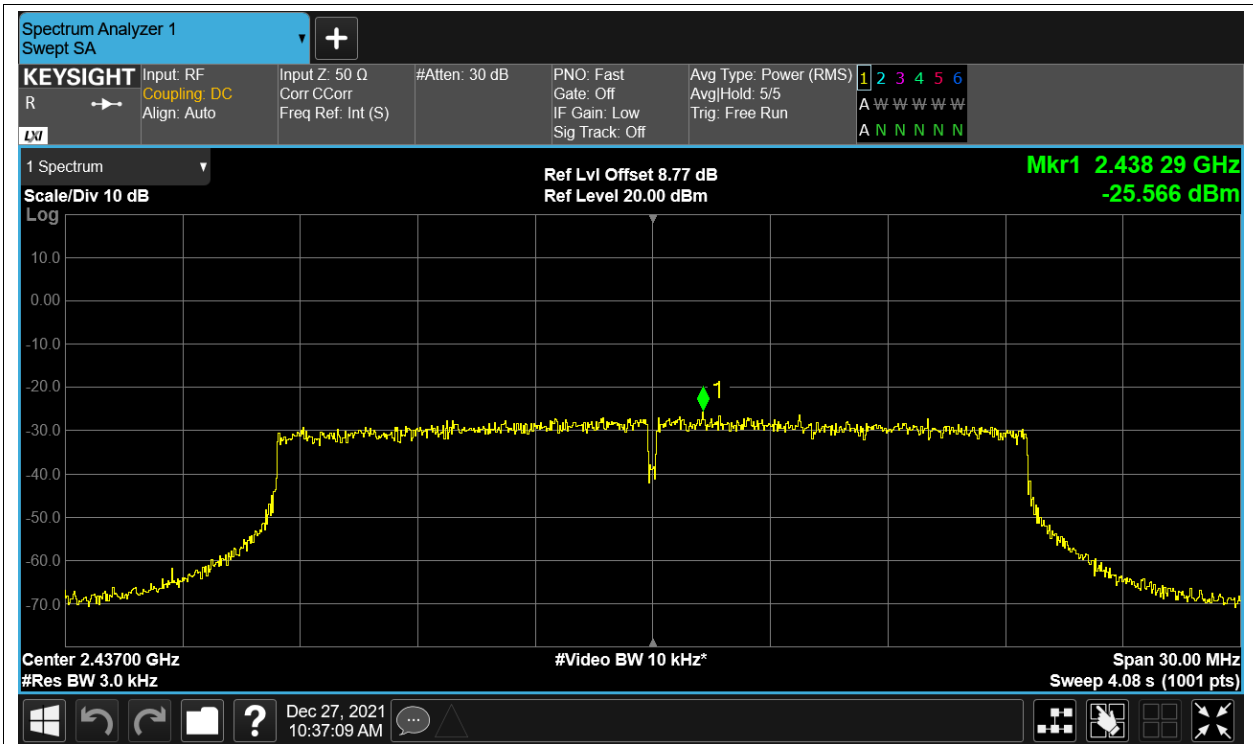 Spectrum Analyzer 1
Swept SA
KEYSIGHT
R
LXI
Input: RF
Coupling: DC
Align: Auto
Input Z: 50 Ω
Corr CCorr
Freq Ref: Int (S)
#Atten: 30 dB
PNO: Fast
Gate: Off
IF Gain: Low
Sig Track: Off
Avg Type: Power (RMS)
Avg|Hold: 5/5
Trig: Free Run
1 2 3 4 5 6
A W W W W W
A N N N N N
1 Spectrum
Scale/Div 10 dB
Log
Ref Lvl Offset 8.77 dB
Ref Level 20.00 dBm
Mkr1 2.438 29 GHz
-25.566 dBm
10.0
0.00
-10.0
-20.0
1
-30.0
-40.0
-50.0
-60.0
-70.0
Center 2.43700 GHz
#Res BW 3.0 kHz
#Video BW 10 kHz*
Span 30.00 MHz
Sweep 4.08 s (1001 pts)
?
Dec 27, 2021
10:37:09 AM